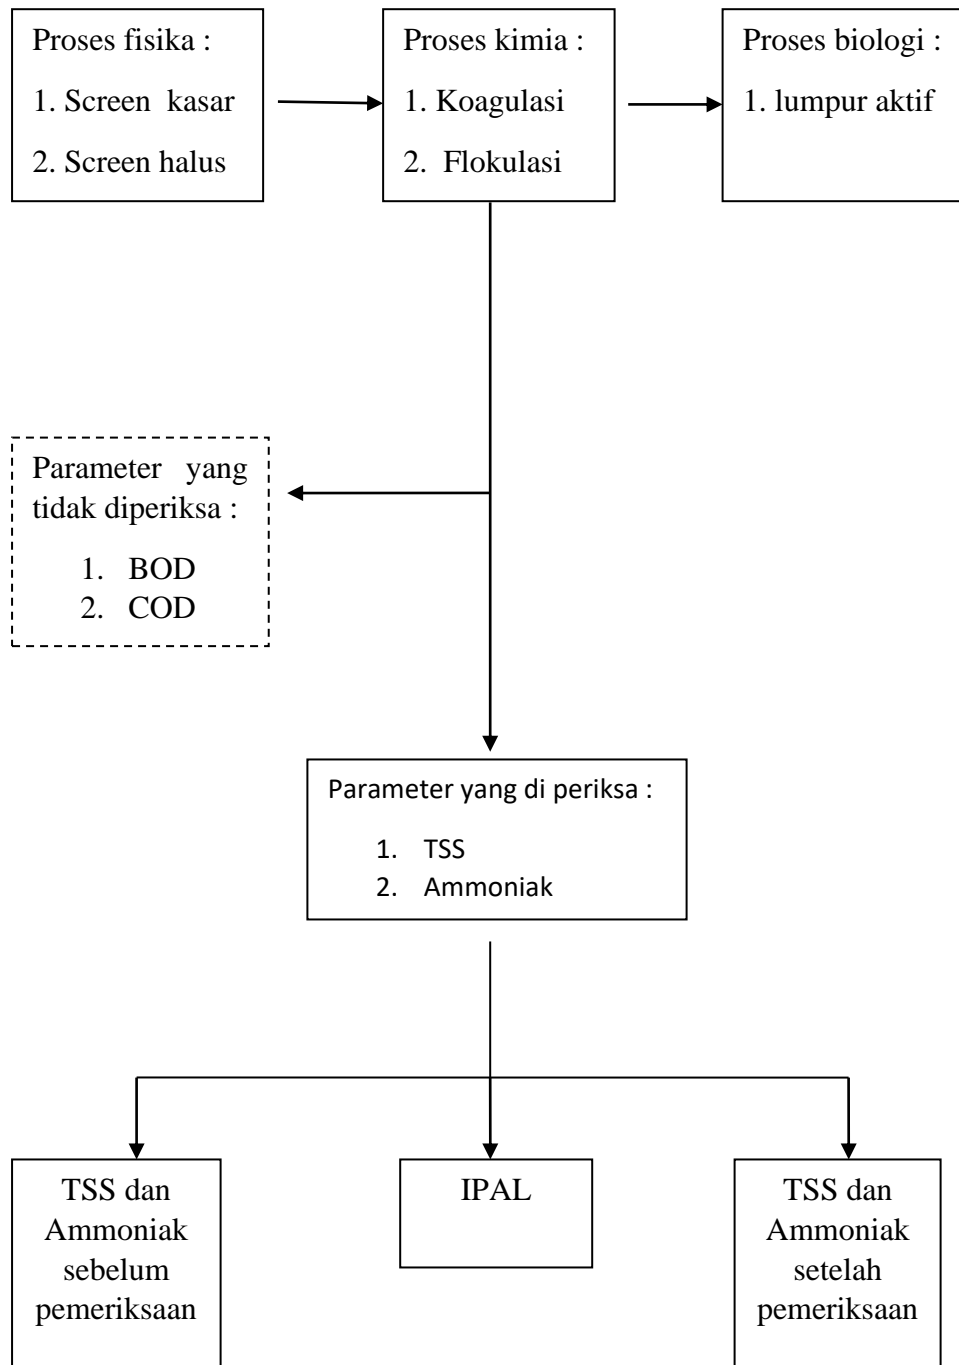 Proses fisika :
1. Screen kasar
2. Screen halus
Proses kimia :
1. Koagulasi
2. Flokulasi
Proses biologi :
1. lumpur aktif
Parameter yang
tidak diperiksa :
1. BOD
2. COD
Parameter yang di periksa :
1. TSS
2. Ammoniak
TSS dan
Ammoniak
sebelum
pemeriksaan
IPAL
TSS dan
Ammoniak
setelah
pemeriksaan